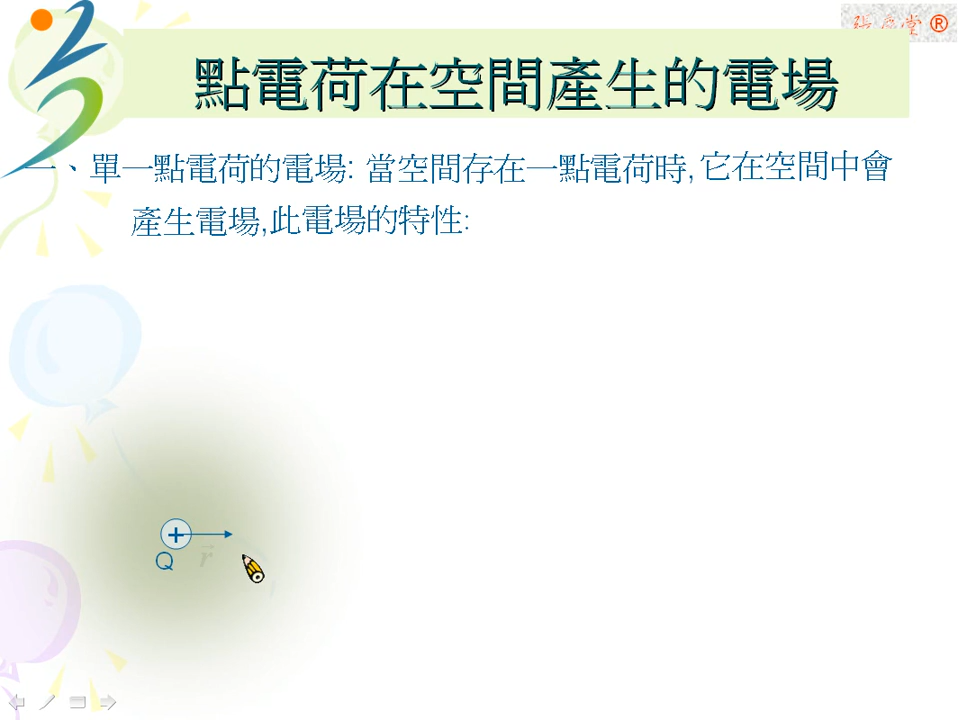 張 堂 ®
點電荷在空間產生的電場
一、單一點電荷的電場: 當空間存在一點電荷時, 它在空間中會
產生電場,此電場的特性:
+
Q r